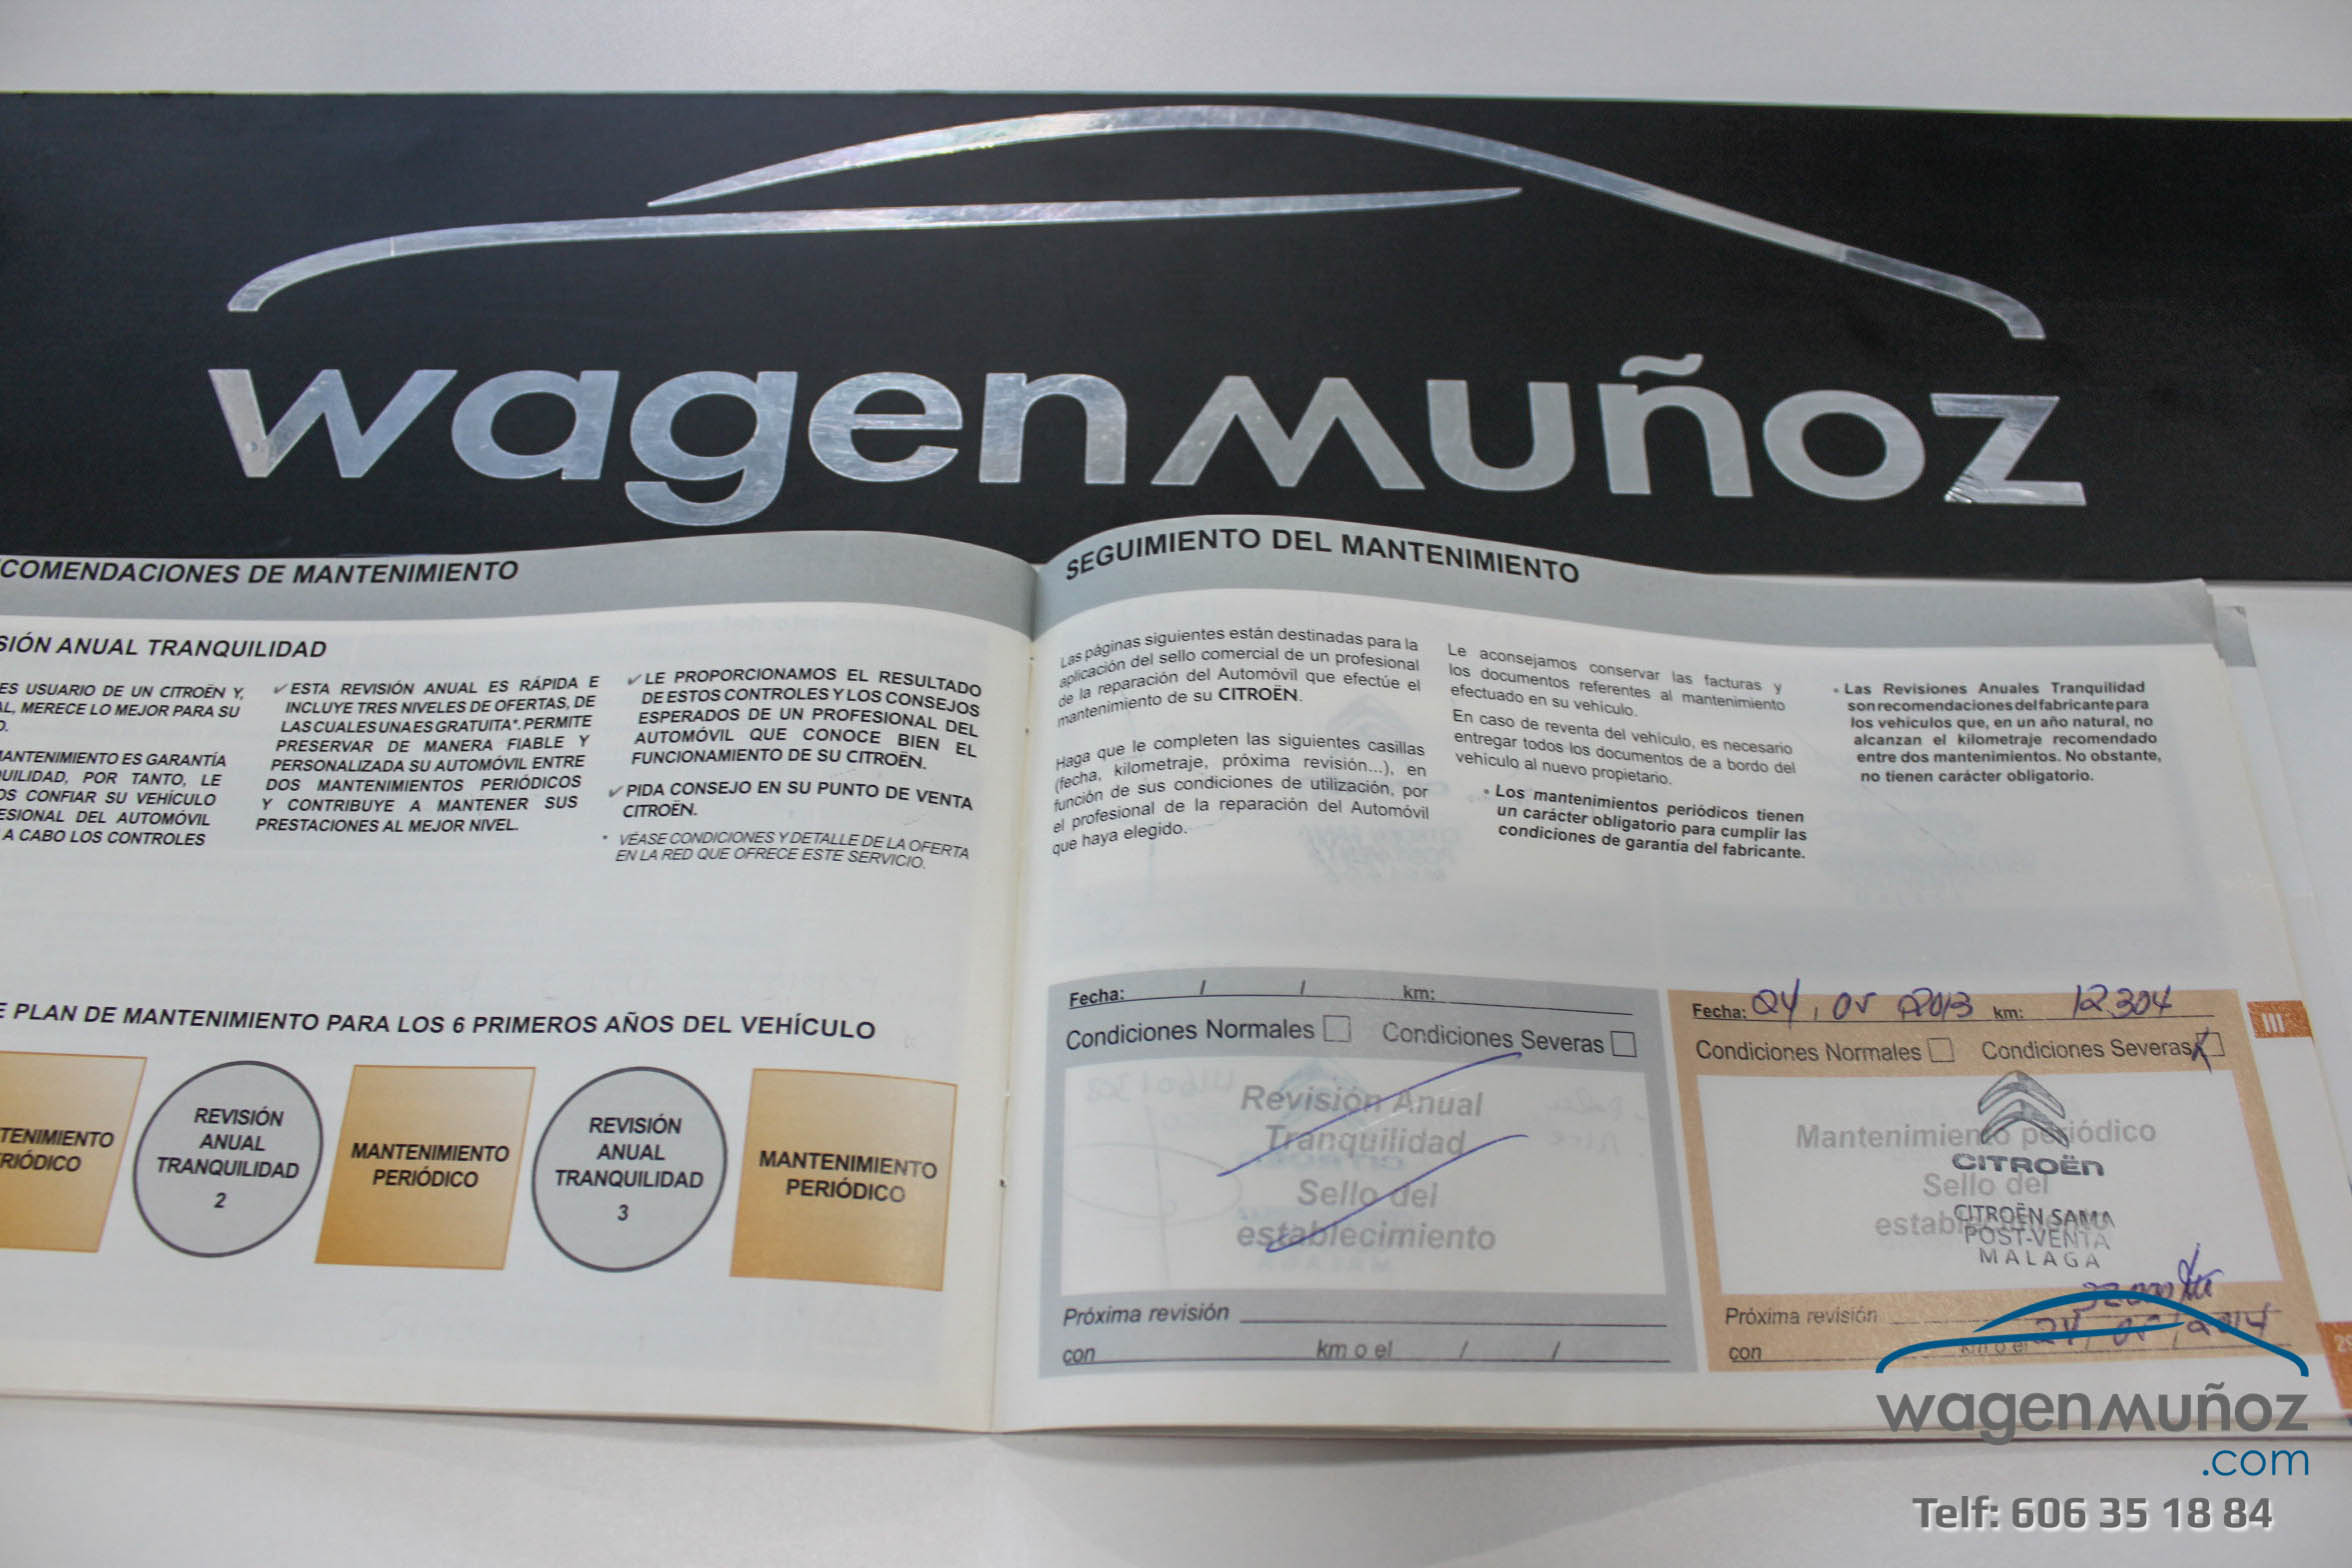 wagenmuñoz
COMENDACIONES DE MANTENIMIENTO
SIÓN ANUAL TRANQUILIDAD
ES USUARIO DE UN CITROËN Y,
AL, MERECE LO MEJOR PARA SU
O.
MANTENIMIENTO ES GARANTÍA
QUILIDAD, POR TANTO, LE
OS CONFIAR SU VEHÍCULO
ESIONAL DEL AUTOMÓVIL
A CABO LOS CONTROLES
✓ ESTA REVISIÓN ANUAL ES RÁPIDA E
INCLUYE TRES NIVELES DE OFERTAS, DE
LAS CUALES UNA ES GRATUITA*. PERMITE
PRESERVAR DE MANERA FIABLE Y
PERSONALIZADA SU AUTOMÓVIL ENTRE
DOS MANTENIMIENTOS PERIÓDICOS
Y CONTRIBUYE A MANTENER SUS
PRESTACIONES AL MEJOR NIVEL.
✓ LE PROPORCIONAMOS EL RESULTADO
DE ESTOS CONTROLES Y LOS CONSEJOS
ESPERADOS DE UN PROFESIONAL DEL
AUTOMÓVIL QUE CONOCE BIEN EL
FUNCIONAMIENTO DE SU CITROËN.
✓ PIDA CONSEJO EN SU PUNTO DE VENTA
CITROËN.
* VÉASE CONDICIONES Y DETALLE DE LA OFERTA
EN LA RED QUE OFRECE ESTE SERVICIO.
E PLAN DE MANTENIMIENTO PARA LOS 6 PRIMEROS AÑOS DEL VEHÍCULO
TENIMIENTO
RIÓDICO
REVISIÓN
ANUAL
TRANQUILIDAD
2
MANTENIMIENTO
PERIÓDICO
REVISIÓN
ANUAL
TRANQUILIDAD
3
MANTENIMIENTO
PERIÓDICO
SEGUIMIENTO DEL MANTENIMIENTO
Las páginas siguientes están destinadas para la
aplicación del sello comercial de un profesional
de la reparación del Automóvil que efectúe el
mantenimiento de su CITROËN.
Haga que le completen las siguientes casillas
(fecha, kilometraje, próxima revisión...), en
función de sus condiciones de utilización, por
el profesional de la reparación del Automóvil
que haya elegido.
Le aconsejamos conservar las facturas y
los documentos referentes al mantenimiento
efectuado en su vehículo.
En caso de reventa del vehículo, es necesario
entregar todos los documentos de a bordo del
vehículo al nuevo propietario.
• Los mantenimientos periódicos tienen
un carácter obligatorio para cumplir las
condiciones de garantía del fabricante.
• Las Revisiones Anuales Tranquilidad
son recomendaciones del fabricante para
los vehículos que, en un año natural, no
alcanzan el kilometraje recomendado
entre dos mantenimientos. No obstante,
no tienen carácter obligatorio.
Fecha: / / km:
Condiciones Normales Condiciones Severas
Revisión Anual
Tranquilidad
Sello del
establecimiento
Próxima revisión
con km o el / /
Fecha: 24, 05 2013 km: 12.304
Condiciones Normales Condiciones Severas X
Mantenimiento periódico
CITROËN
Sello del
establecimiento
CITROËN SAMA
POST-VENTA
MALAGA
Próxima revisión
con km o el 24 / 05 / 2014
III
wagenmuñoz
.com
Telf: 606 35 18 84